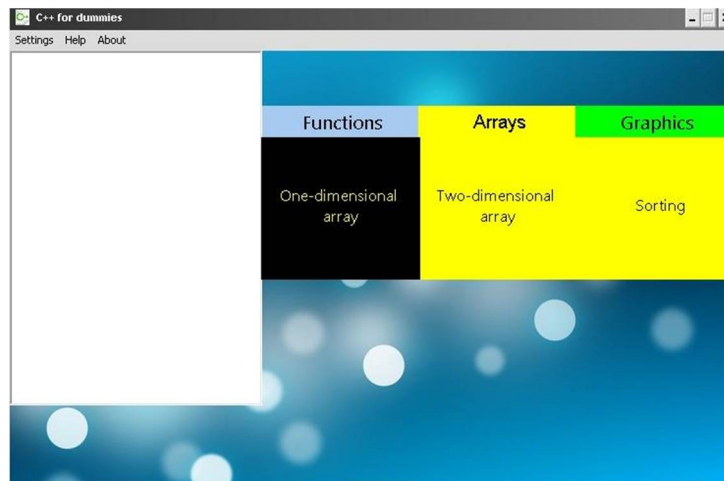 C++ for dummies
Settings Help About
Functions Arrays Graphics
One-dimensional array
Two-dimensional array
Sorting